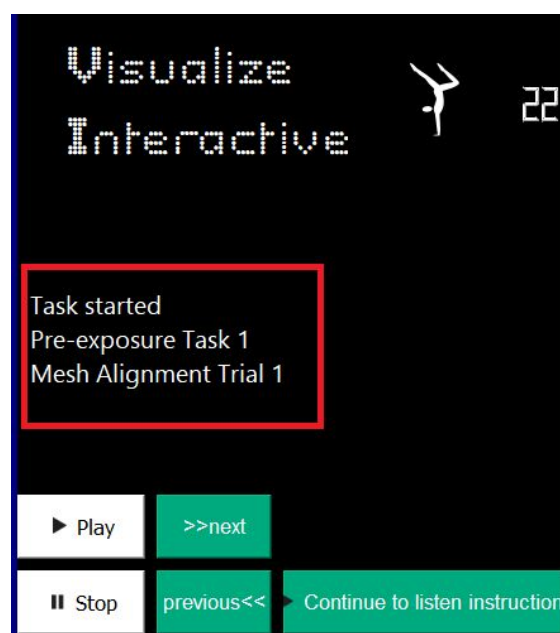 Visualize
Interactive
22
Task started
Pre-exposure Task 1
Mesh Alignment Trial 1
Play
>>next
Stop
previous<<
Continue to listen instruction